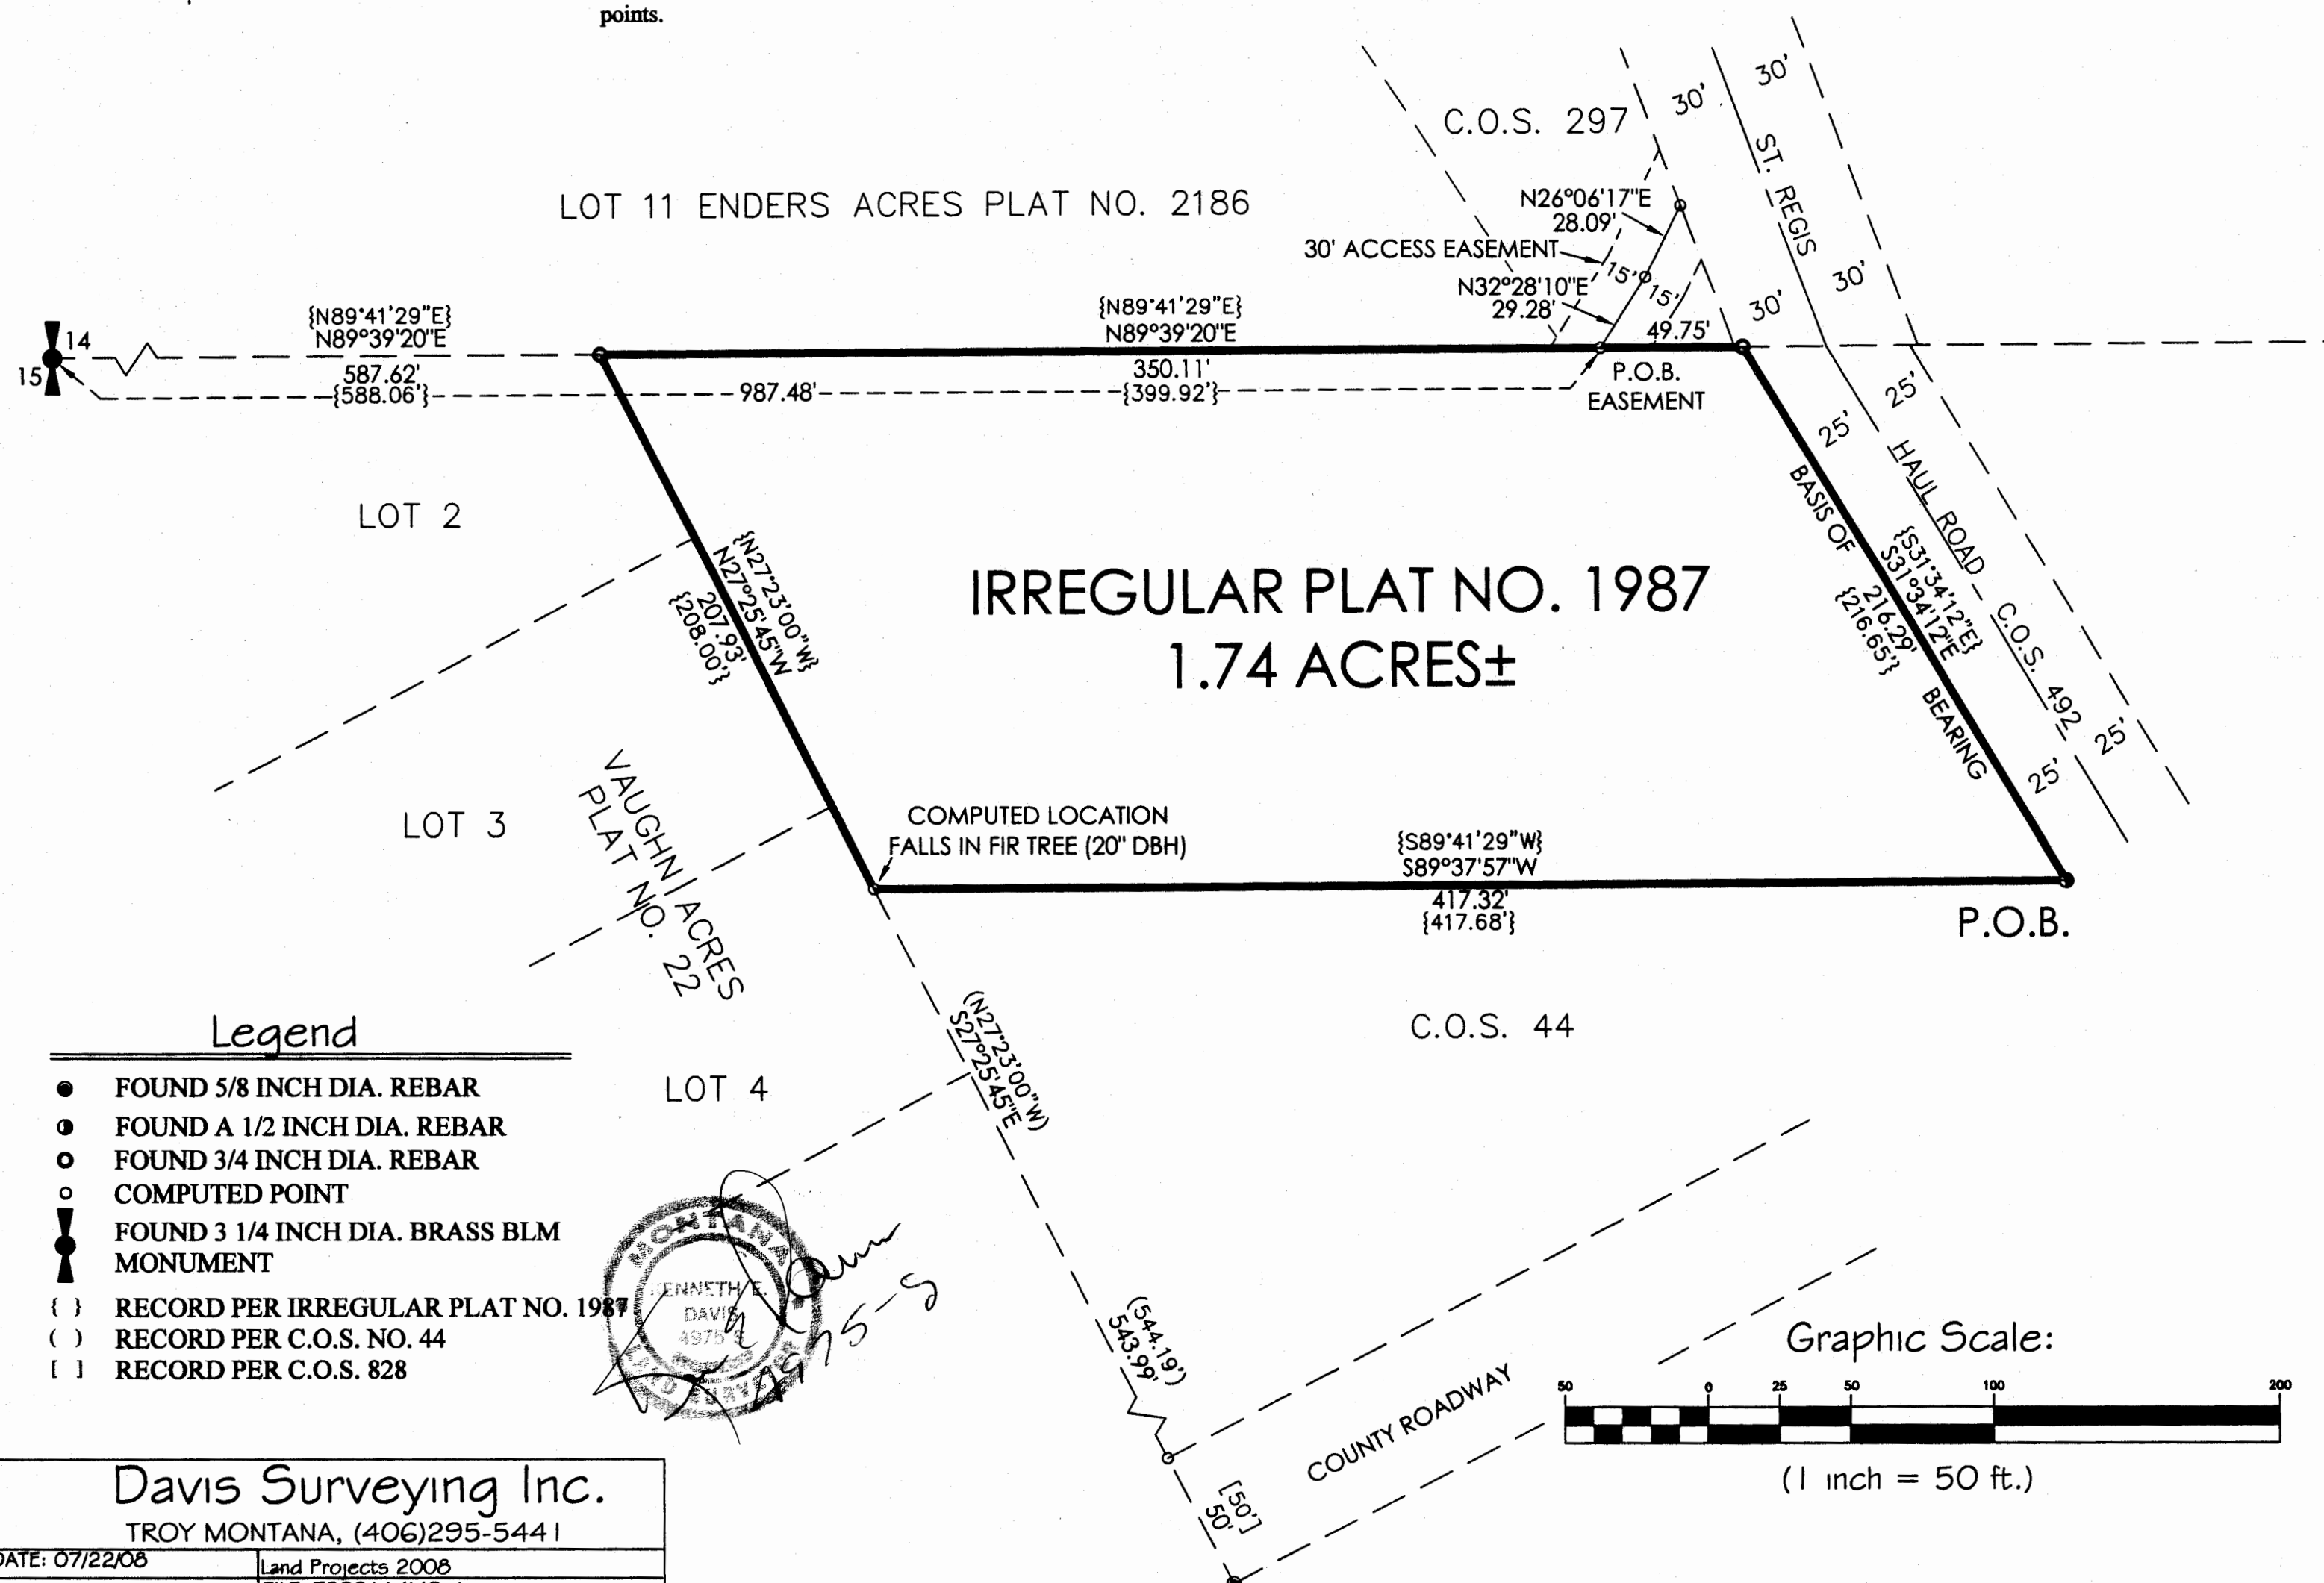 points.
C.O.S. 297
30'
30'
ST. REGIS
LOT 11 ENDERS ACRES PLAT NO. 2186
N26°06'17"E
28.09'
30' ACCESS EASEMENT
15'
15'
N32°28'10"E
29.28'
49.75'
30'
30'
14
15
{N89°41'29"E}
N89°39'20"E
587.62'
{588.06'}
987.48'
{N89°41'29"E}
N89°39'20"E
350.11'
{399.92'}
P.O.B.
EASEMENT
25'
25'
HAUL ROAD
C.O.S. 492
BASIS OF
BEARING
{S31°34'12"E}
S31°34'12"E
216.29'
{216.65'}
25'
25'
LOT 2
{N27°23'00"W}
N27°25'45"W
207.93'
{208.00'}
IRREGULAR PLAT NO. 1987
1.74 ACRES±
LOT 3
VAUGHN ACRES
PLAT NO. 22
COMPUTED LOCATION
FALLS IN FIR TREE (20" DBH)
{S89°41'29"W}
S89°37'57"W
417.32'
{417.68'}
P.O.B.
C.O.S. 44
LOT 4
(N27°23'00"W)
S27°25'45"E
(544.19')
543.99'
[50']
50'
COUNTY ROADWAY
Legend
FOUND 5/8 INCH DIA. REBAR
FOUND A 1/2 INCH DIA. REBAR
FOUND 3/4 INCH DIA. REBAR
COMPUTED POINT
FOUND 3 1/4 INCH DIA. BRASS BLM
MONUMENT
{ } RECORD PER IRREGULAR PLAT NO. 1987
( ) RECORD PER C.O.S. NO. 44
[ ] RECORD PER C.O.S. 828
MONTANA
KENNETH E.
DAVIS
4975 S
LAND SURVEYOR
4975-S
Graphic Scale:
50 0 25 50 100 200
(1 inch = 50 ft.)
Davis Surveying Inc.
TROY MONTANA, (406)295-5441
DATE: 07/22/08
Land Projects 2008